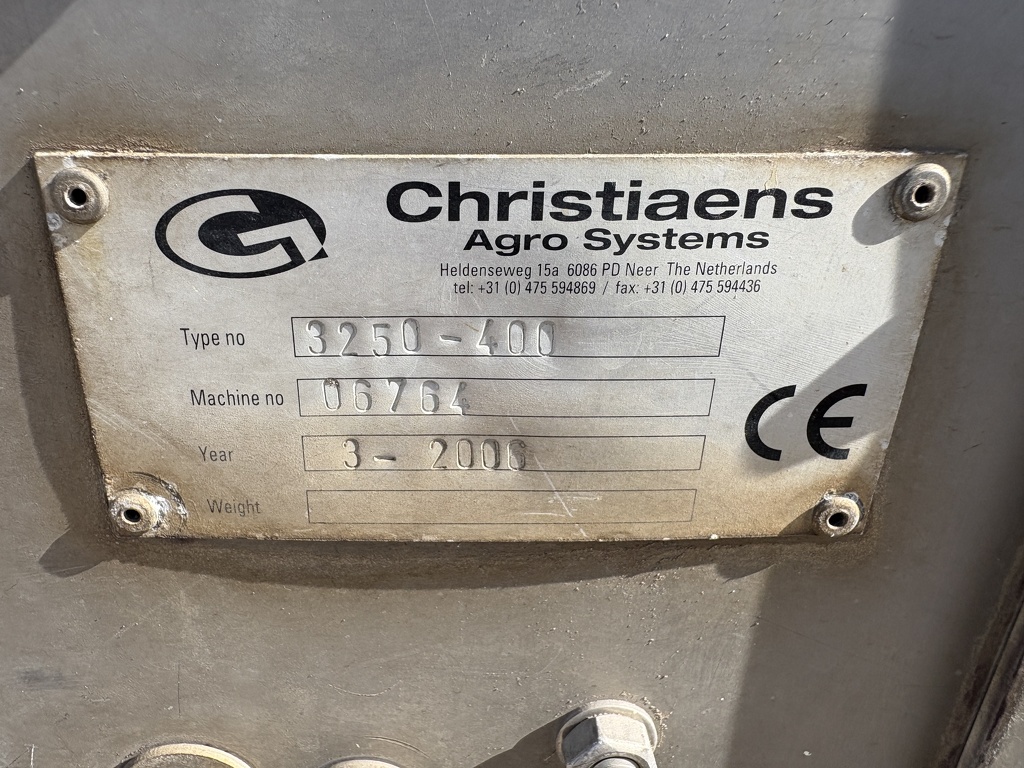 Christiaens
Agro Systems
Heldenseweg 15a 6086 PD Neer The Netherlands
tel: +31 (0) 475 594869 / fax: +31 (0) 475 594436
Type no 3250-400
Machine no 06764
Year 3- 2006
Weight
CE